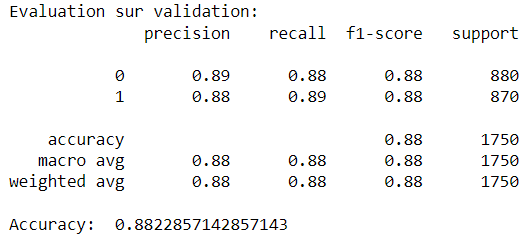 Evaluation sur validation:
precision recall f1-score support
0 0.89 0.88 0.88 880
1 0.88 0.89 0.88 870
accuracy 0.88 1750
macro avg 0.88 0.88 0.88 1750
weighted avg 0.88 0.88 0.88 1750
Accuracy: 0.8822857142857143